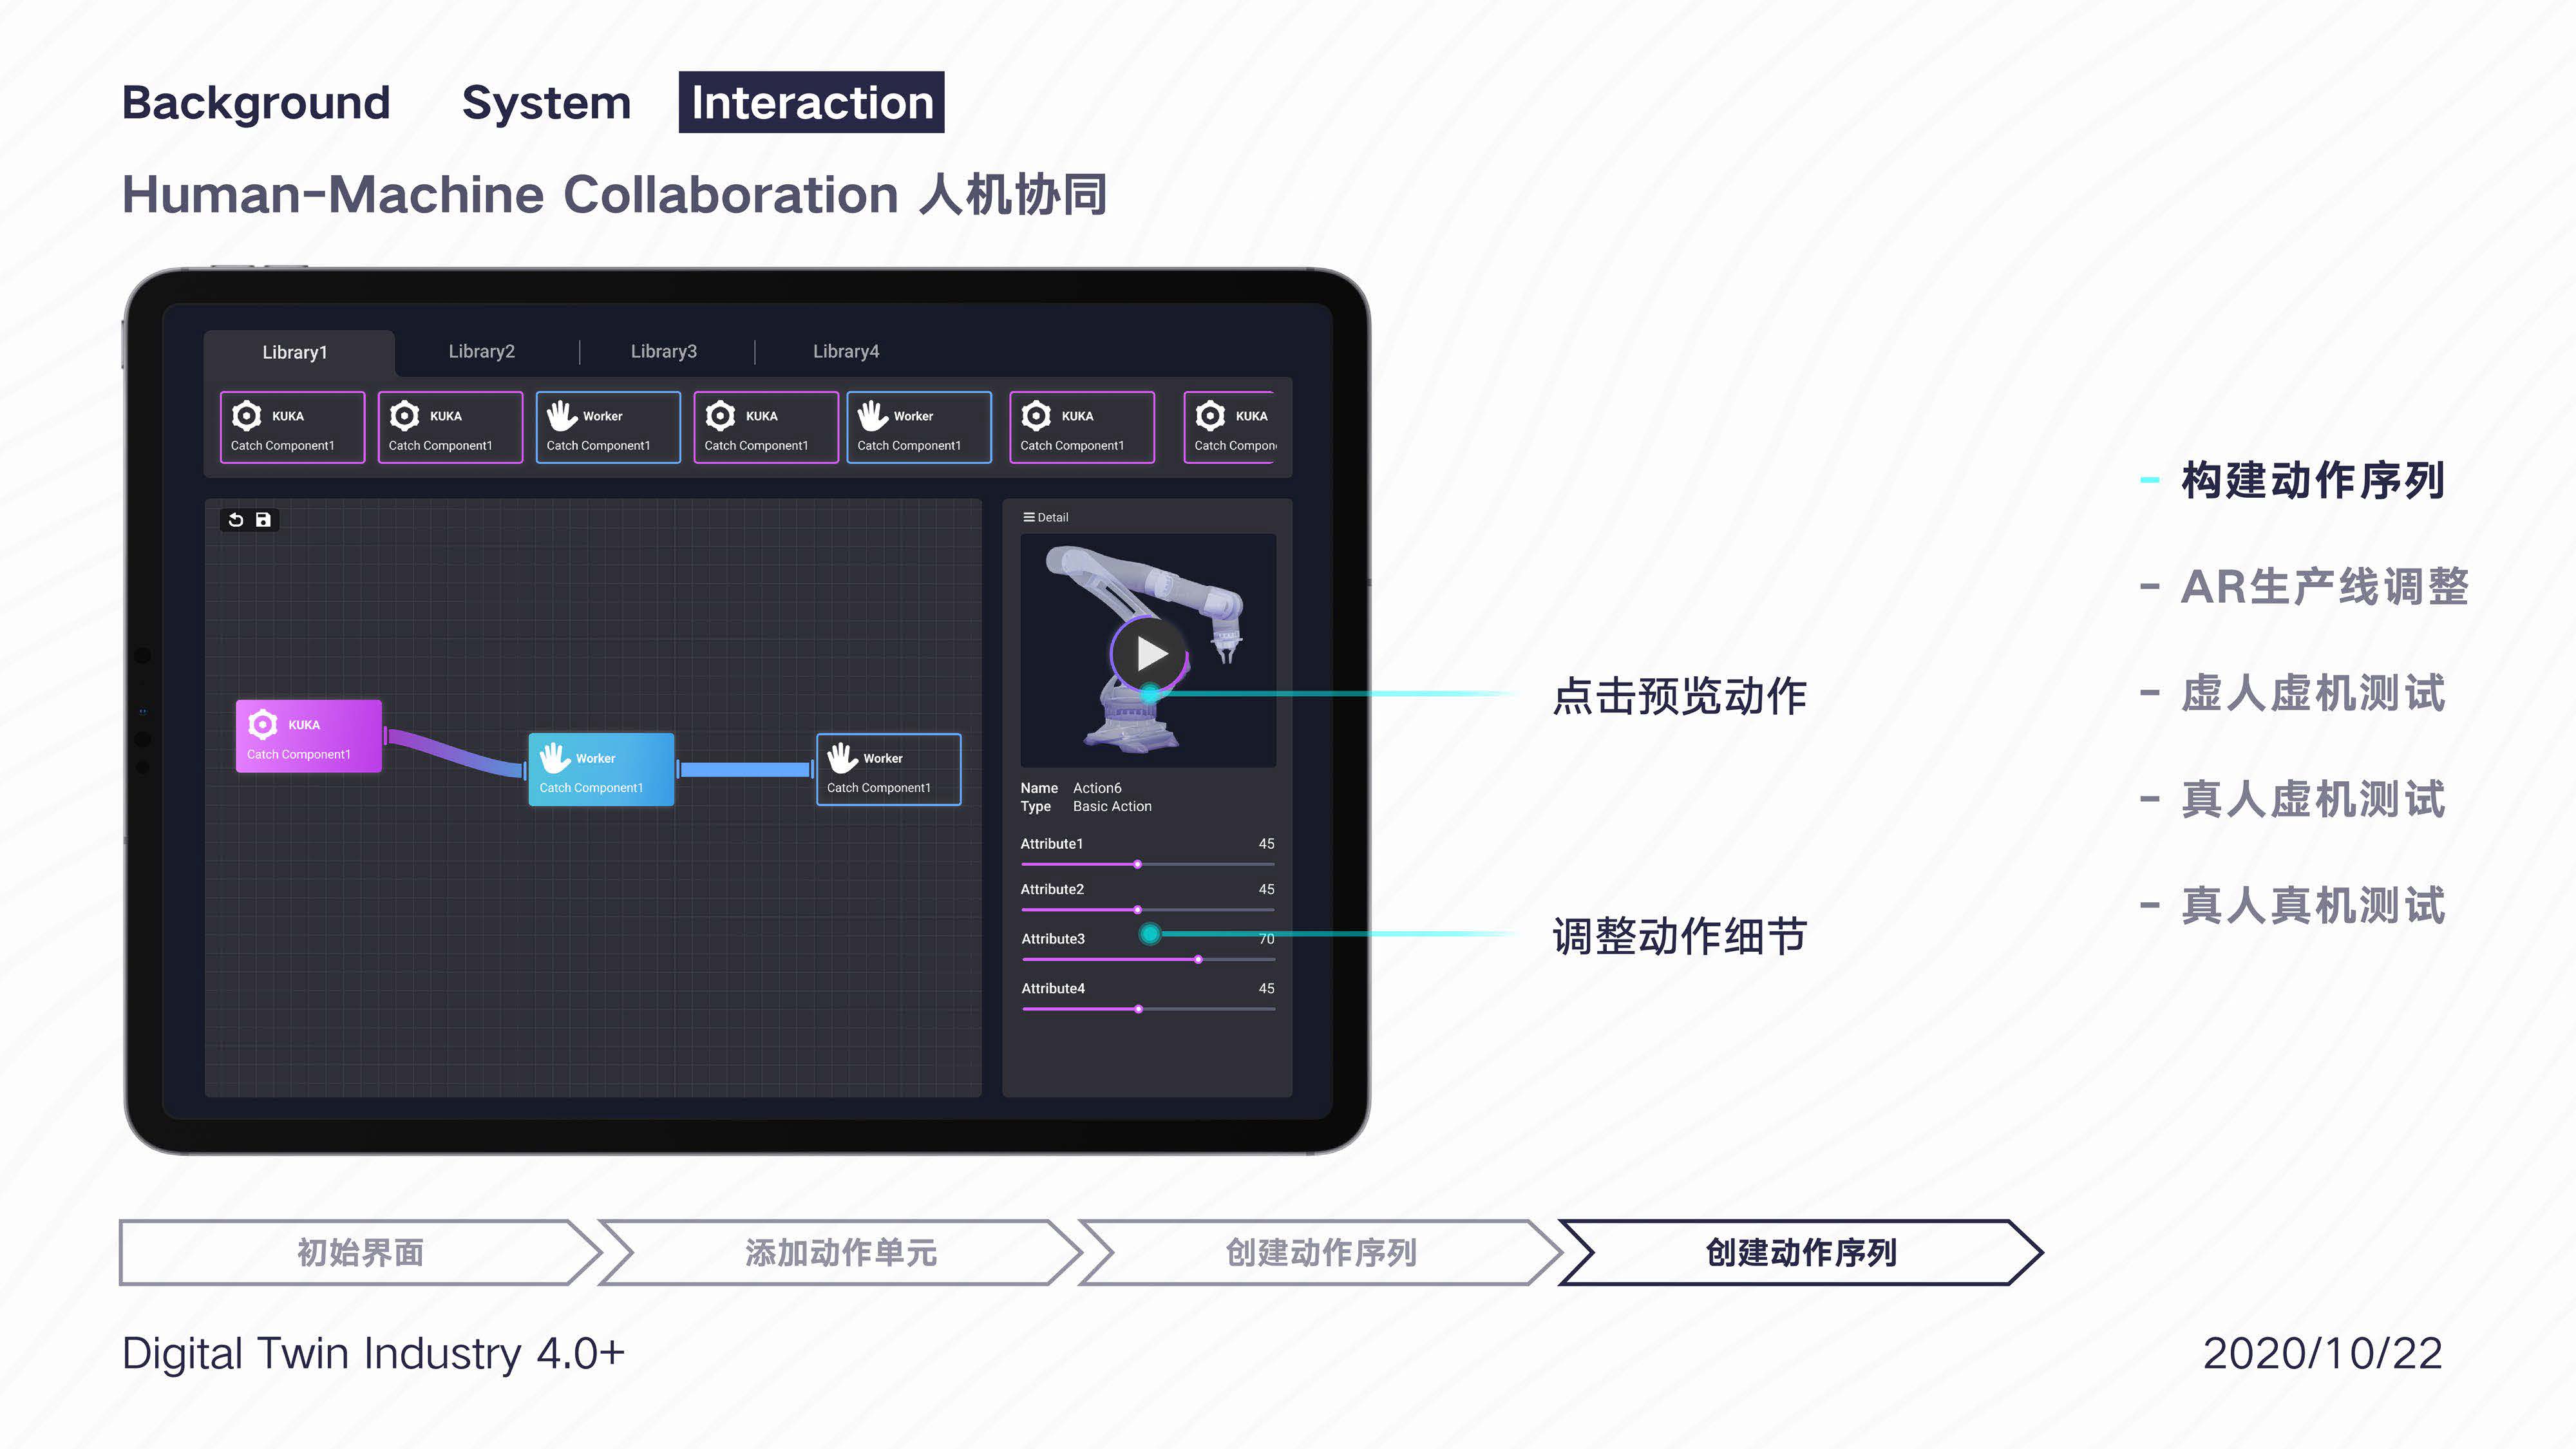 Background System Interaction
Human-Machine Collaboration 人机协同
Library1 Library2 Library3 Library4
KUKA
Catch Component1
KUKA
Catch Component1
Worker
Catch Component1
KUKA
Catch Component1
Worker
Catch Component1
KUKA
Catch Component1
KUKA
Catch Compon
KUKA
Catch Component1
Worker
Catch Component1
Worker
Catch Component1
Detail
Name Action6
Type Basic Action
Attribute1 45
Attribute2 45
Attribute3 70
Attribute4 45
点击预览动作
调整动作细节
- 构建动作序列
- AR生产线调整
- 虚人虚机测试
- 真人虚机测试
- 真人真机测试
初始界面
添加动作单元
创建动作序列
创建动作序列
Digital Twin Industry 4.0+
2020/10/22